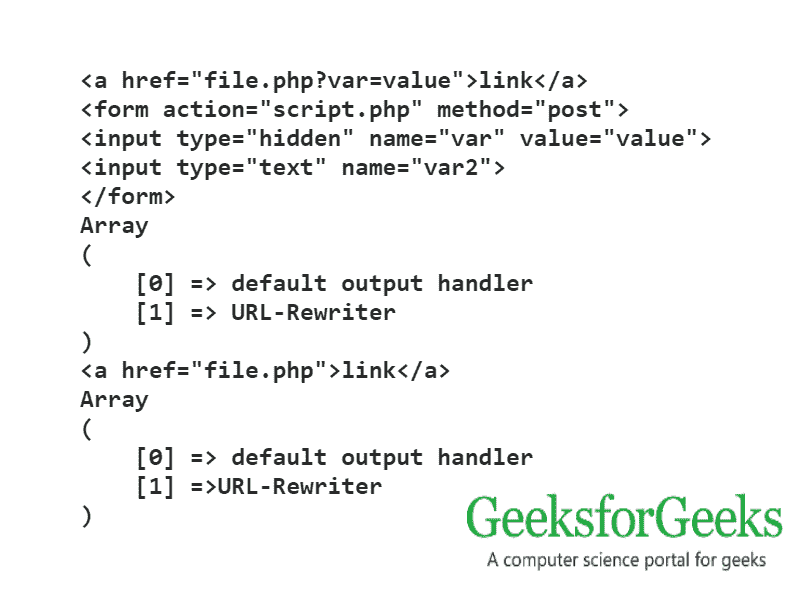 <a href="file.php?var=value">link</a>
<form action="script.php" method="post">
<input type="hidden" name="var" value="value">
<input type="text" name="var2">
</form>
Array
(
    [0] => default output handler
    [1] => URL-Rewriter
)
<a href="file.php">link</a>
Array
(
    [0] => default output handler
    [1] =>URL-Rewriter
)
GeeksforGeeks
A computer science portal for geeks